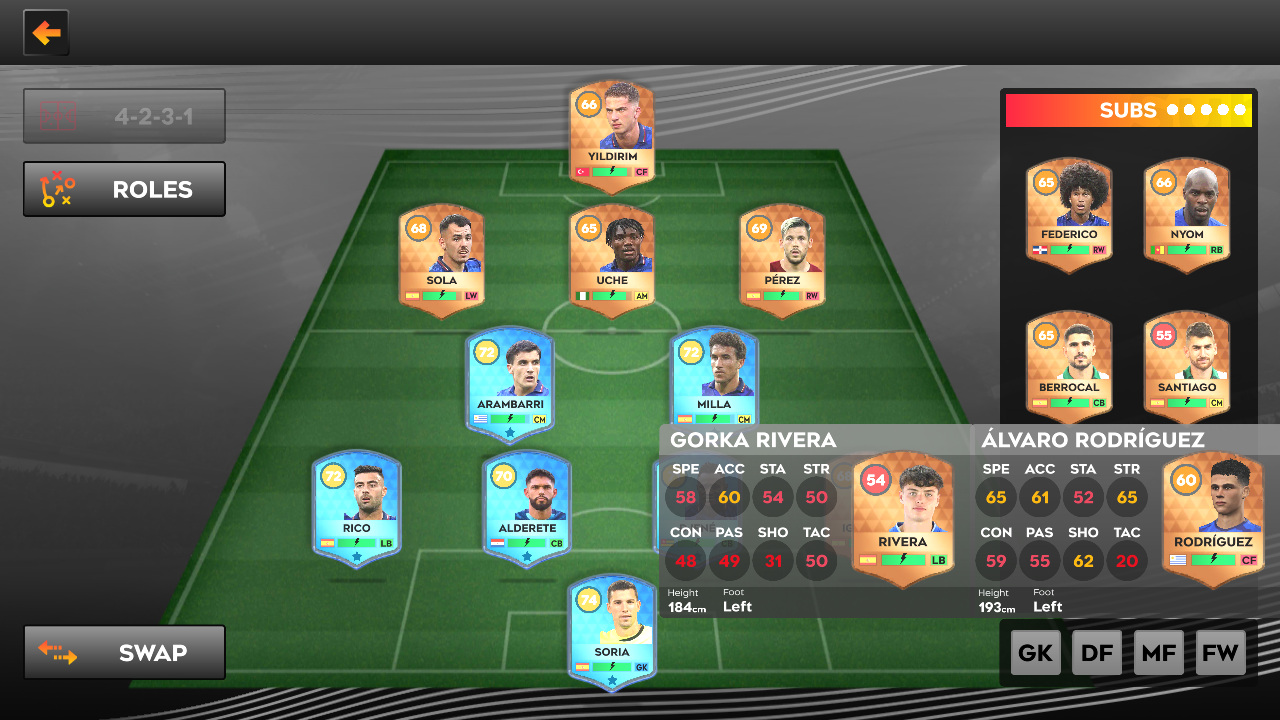 4-2-3-1
ROLES
SUBS
66
YILDIRIM
CF
68
SOLA
LW
65
UCHE
AM
69
PÉREZ
RW
65
FEDERICO
RW
66
NYOM
RB
72
ARAMBARRI
CM
72
MILLA
CM
65
BERROCAL
CB
55
SANTIAGO
CM
72
RICO
LB
70
ALDERETE
CB
GORKA RIVERA
SPE ACC STA STR
58 60 54 50
CON PAS SHO TAC
48 49 31 50
Height Foot
184cm Left
54
RIVERA
LB
ÁLVARO RODRÍGUEZ
SPE ACC STA STR
65 61 52 65
CON PAS SHO TAC
59 55 62 20
Height Foot
193cm Left
60
RODRÍGUEZ
CF
74
SORIA
GK
SWAP
GK DF MF FW